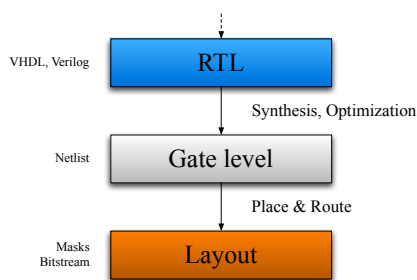 VHDL, Verilog
RTL
Synthesis, Optimization
Netlist
Gate level
Place & Route
Masks
Bitstream
Layout